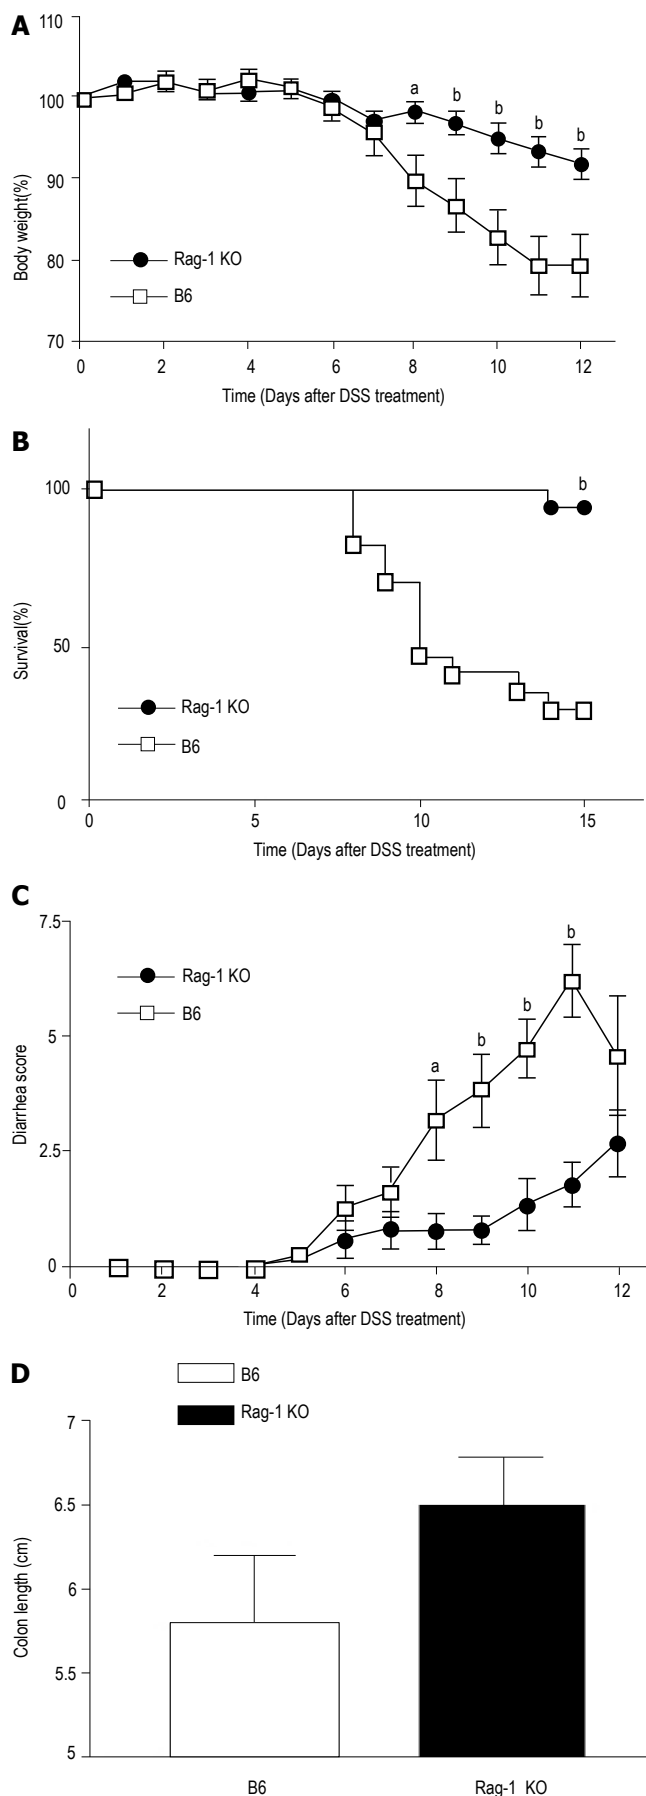 A
110
100
90
80
70
Body weight(%)
a
b
b
b
b
Rag-1 KO
B6
0
2
4
6
8
10
12
Time (Days after DSS treatment)
B
100
50
0
Survival(%)
b
Rag-1 KO
B6
0
5
10
15
Time (Days after DSS treatment)
C
7.5
5
2.5
0
Diarrhea score
Rag-1 KO
B6
a
b
b
b
0
2
4
6
8
10
12
Time (Days after DSS treatment)
D
B6
Rag-1 KO
7
6.5
6
5.5
5
Colon length (cm)
B6
Rag-1 KO